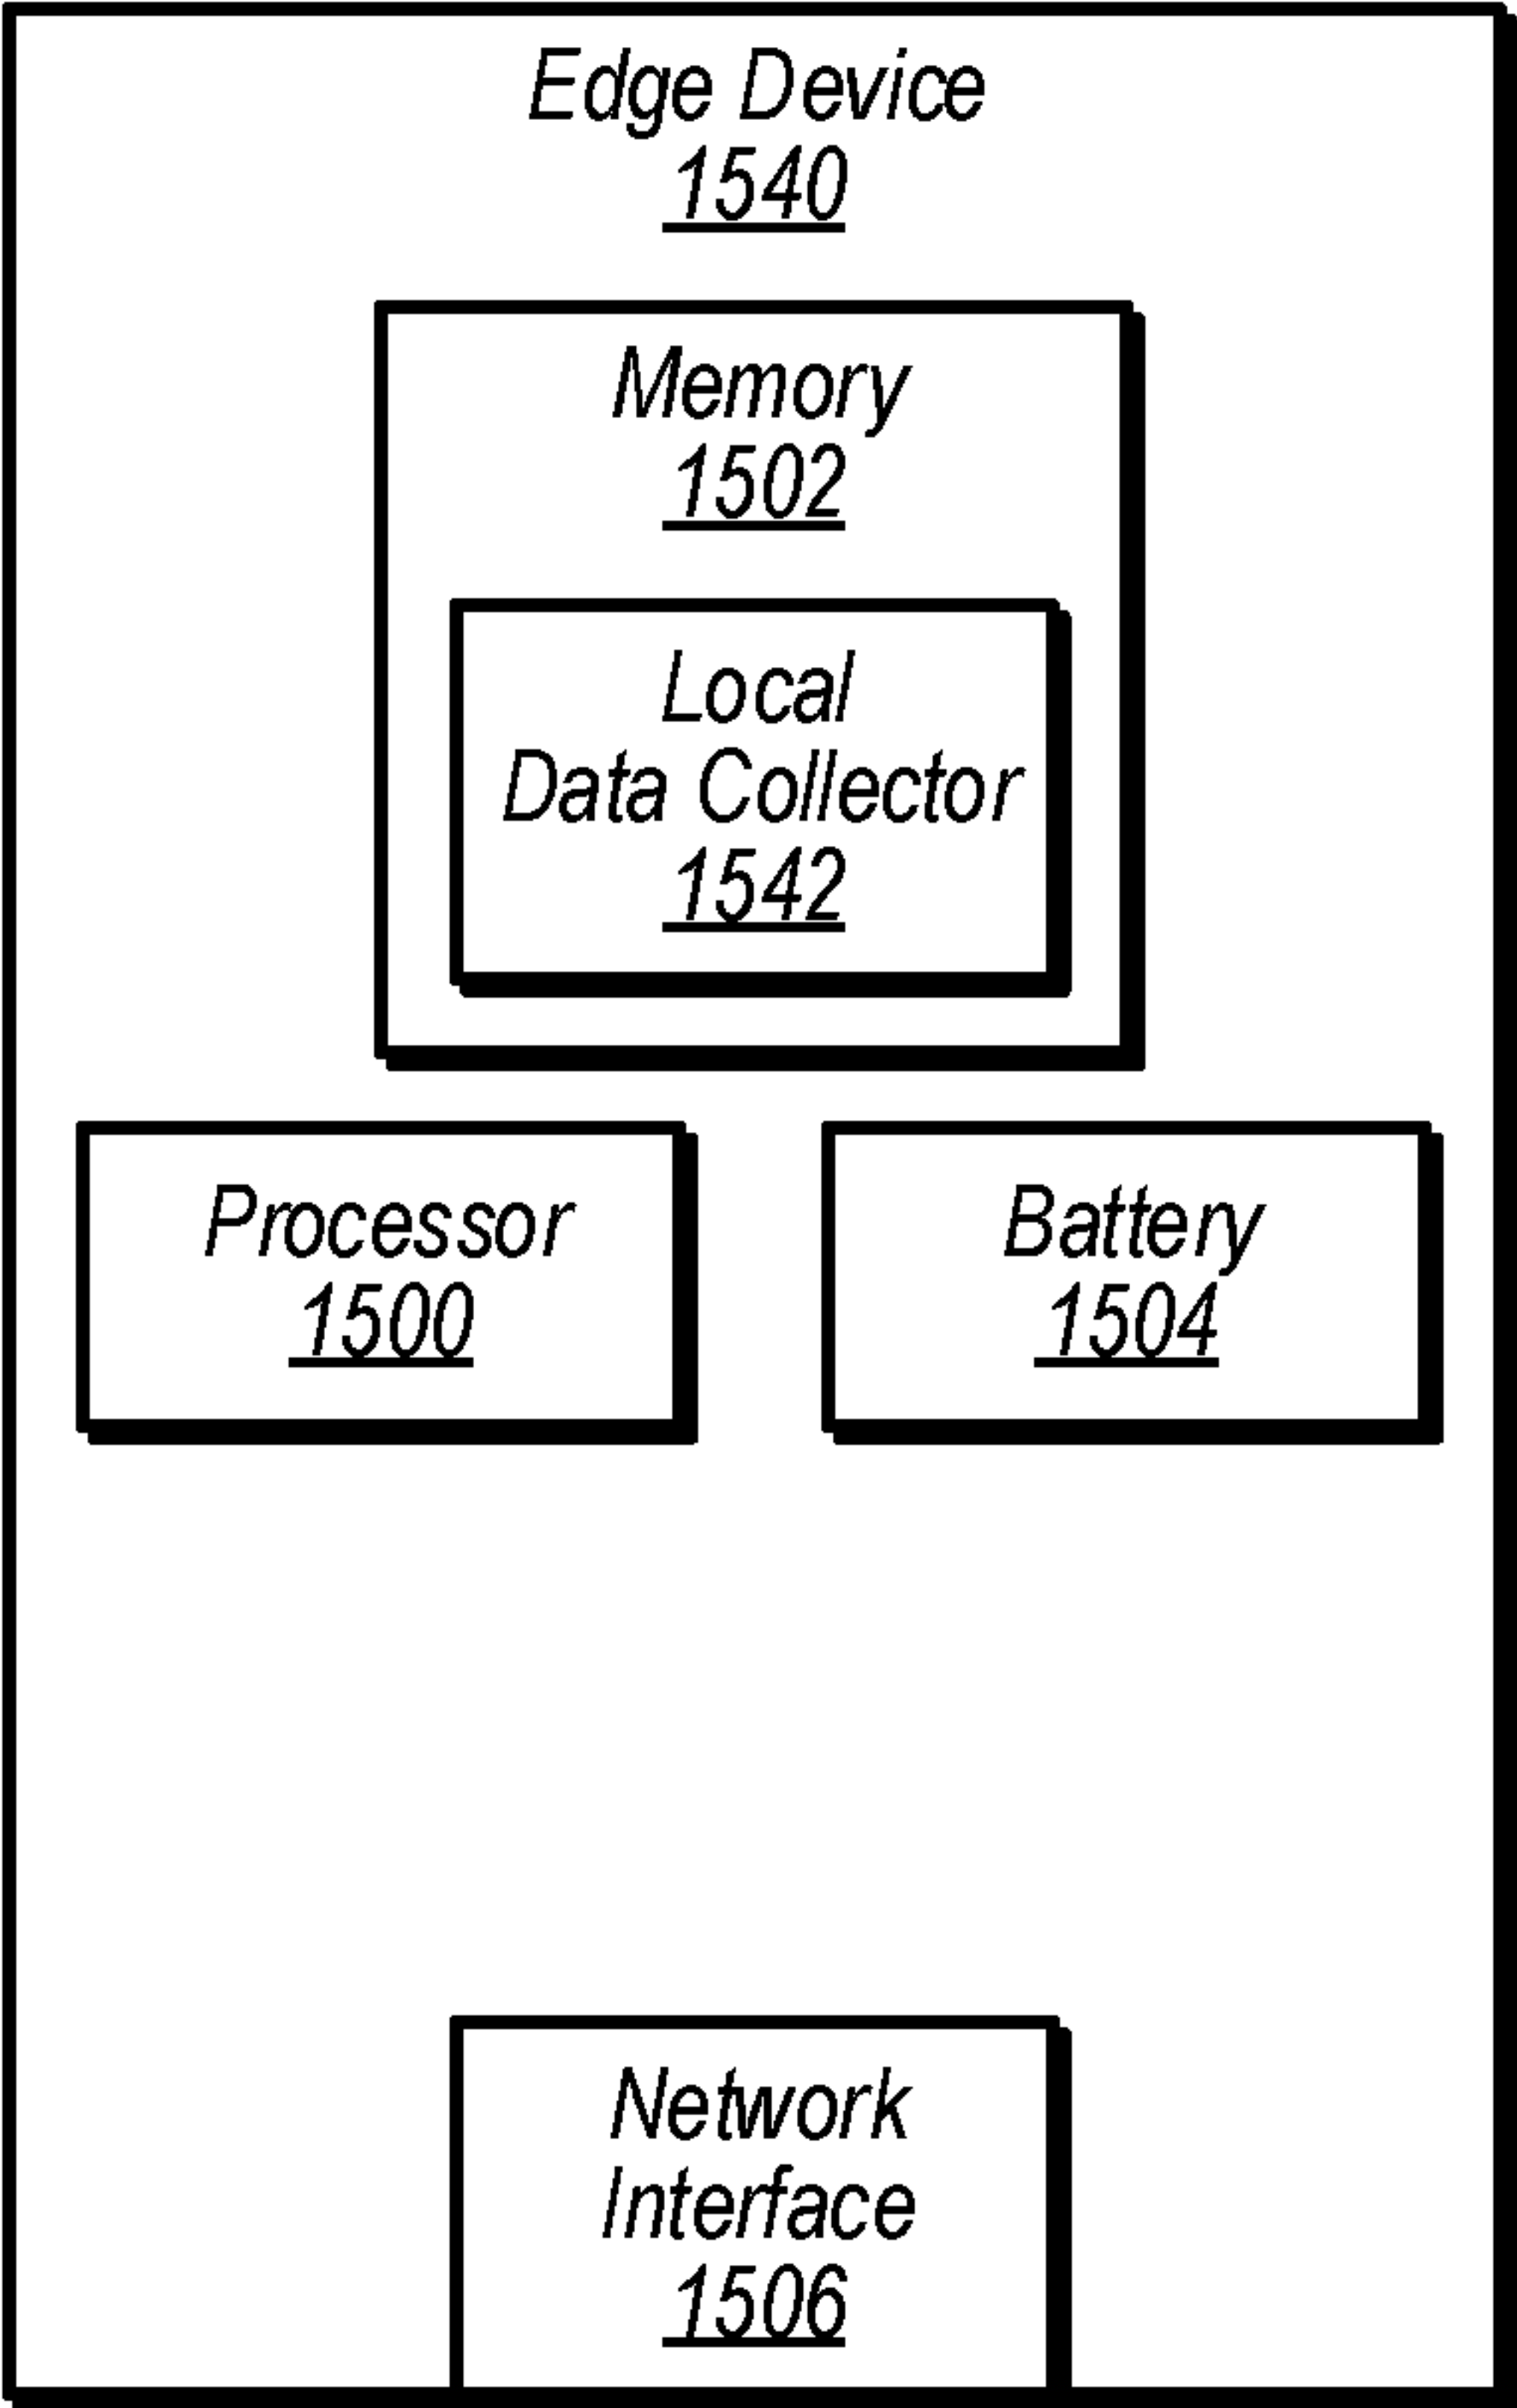 Edge Device
1540
Memory
1502
Local
Data Collector
1542
Processor
1500
Battery
1504
Network
Interface
1506